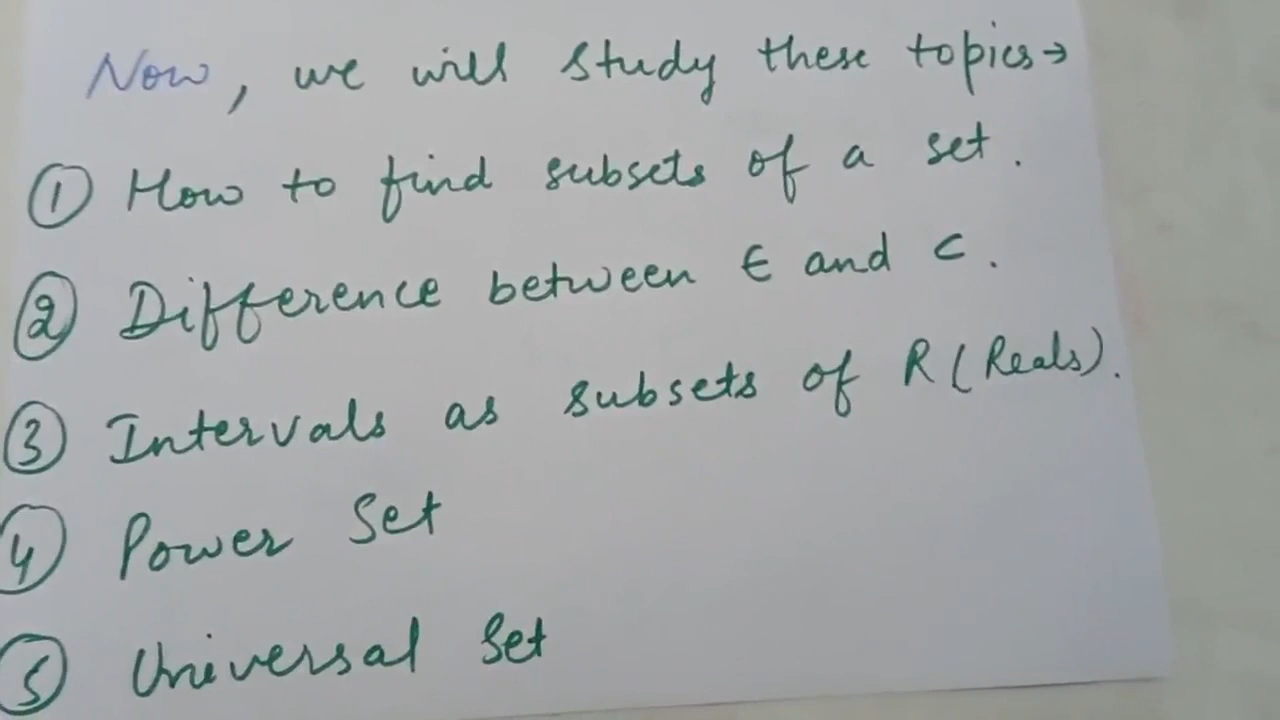 Now, we will study these topics→
① How to find subsets of a set.
② Difference between ∈ and ⊂.
③ Intervals as subsets of R (Reals).
④ Power Set
⑤ Universal Set